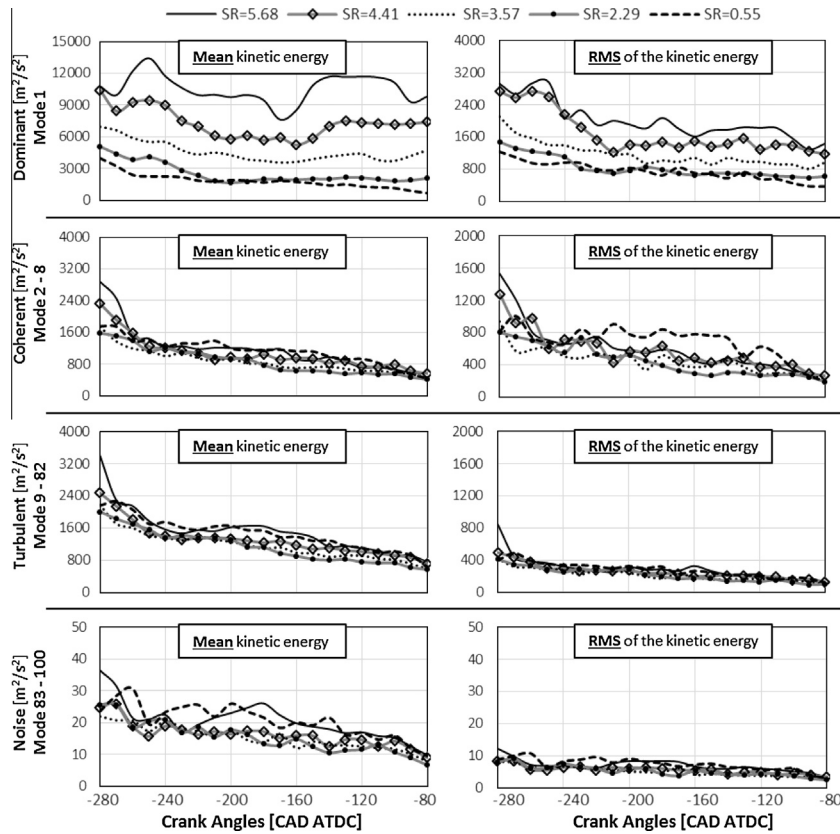 SR=5.68 SR=4.41 SR=3.57 SR=2.29 SR=0.55
Dominant [m²/s²]
Mode 1
15000
12000
9000
6000
3000
0
Mean kinetic energy
4000
3200
2400
1600
800
0
RMS of the kinetic energy
Coherent [m²/s²]
Mode 2 - 8
4000
3200
2400
1600
800
0
Mean kinetic energy
2000
1600
1200
800
400
0
RMS of the kinetic energy
Turbulent [m²/s²]
Mode 9 - 82
4000
3200
2400
1600
800
0
Mean kinetic energy
2000
1600
1200
800
400
0
RMS of the kinetic energy
Noise [m²/s²]
Mode 83 - 100
50
40
30
20
10
0
Mean kinetic energy
50
40
30
20
10
0
RMS of the kinetic energy
-280 -240 -200 -160 -120 -80
-280 -240 -200 -160 -120 -80
Crank Angles [CAD ATDC]
Crank Angles [CAD ATDC]